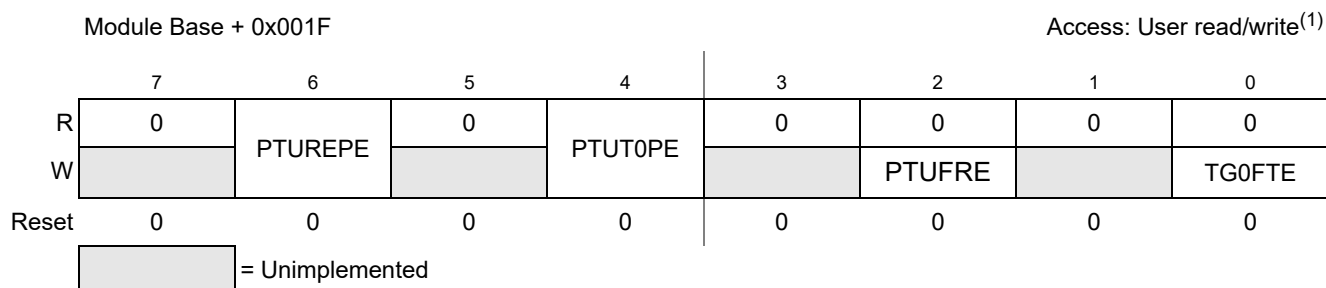 Module Base + 0x001F Access: User read/write(1)
7 6 5 4 3 2 1 0
R 0 PTUREPE 0 PTUT0PE 0 0 0 0
W PTUFRE TG0FTE
Reset 0 0 0 0 0 0 0 0
= Unimplemented